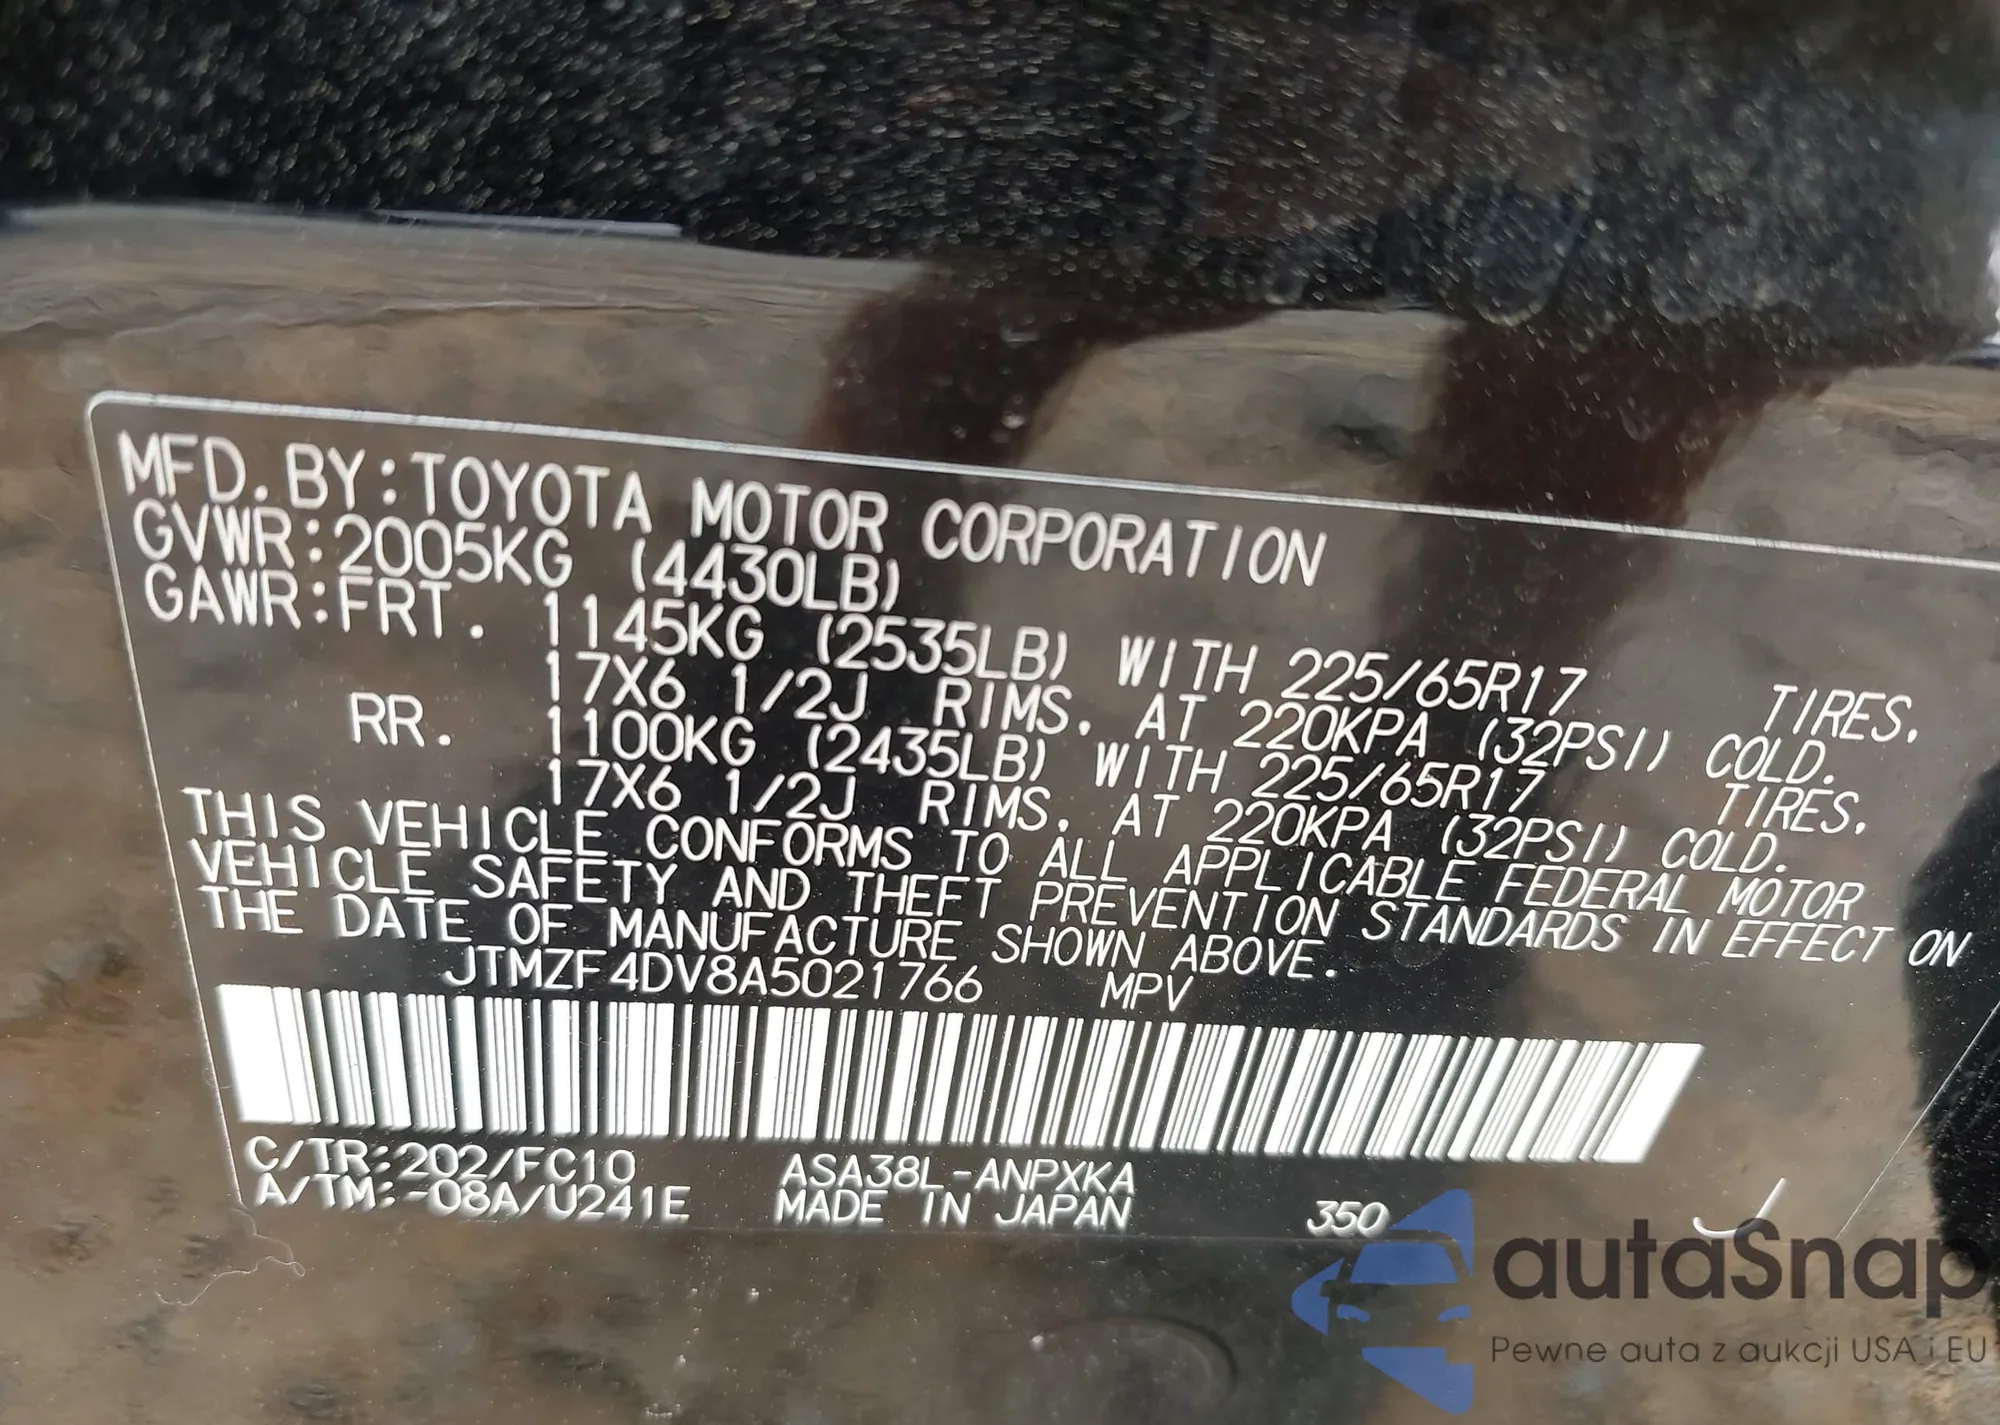 MFD. BY: TOYOTA MOTOR CORPORATION
GVWR: 2005KG (4430LB)
GAWR: FRT. 1145KG (2535LB) WITH 225/65R17 TIRES,
17X6 1/2J RIMS, AT 220KPA (32PSI) COLD.
RR. 1100KG (2435LB) WITH 225/65R17 TIRES,
17X6 1/2J RIMS, AT 220KPA (32PSI) COLD.
THIS VEHICLE CONFORMS TO ALL APPLICABLE FEDERAL MOTOR
VEHICLE SAFETY AND THEFT PREVENTION STANDARDS IN EFFECT ON
THE DATE OF MANUFACTURE SHOWN ABOVE.
JTMZF4DV8A5021766 MPV
C/TR: 202/FC10 ASA38L-ANPXKA
A/TM: -08A/U241E MADE IN JAPAN 350 J
autaSnap
Pewne auta z aukcji USA i EU